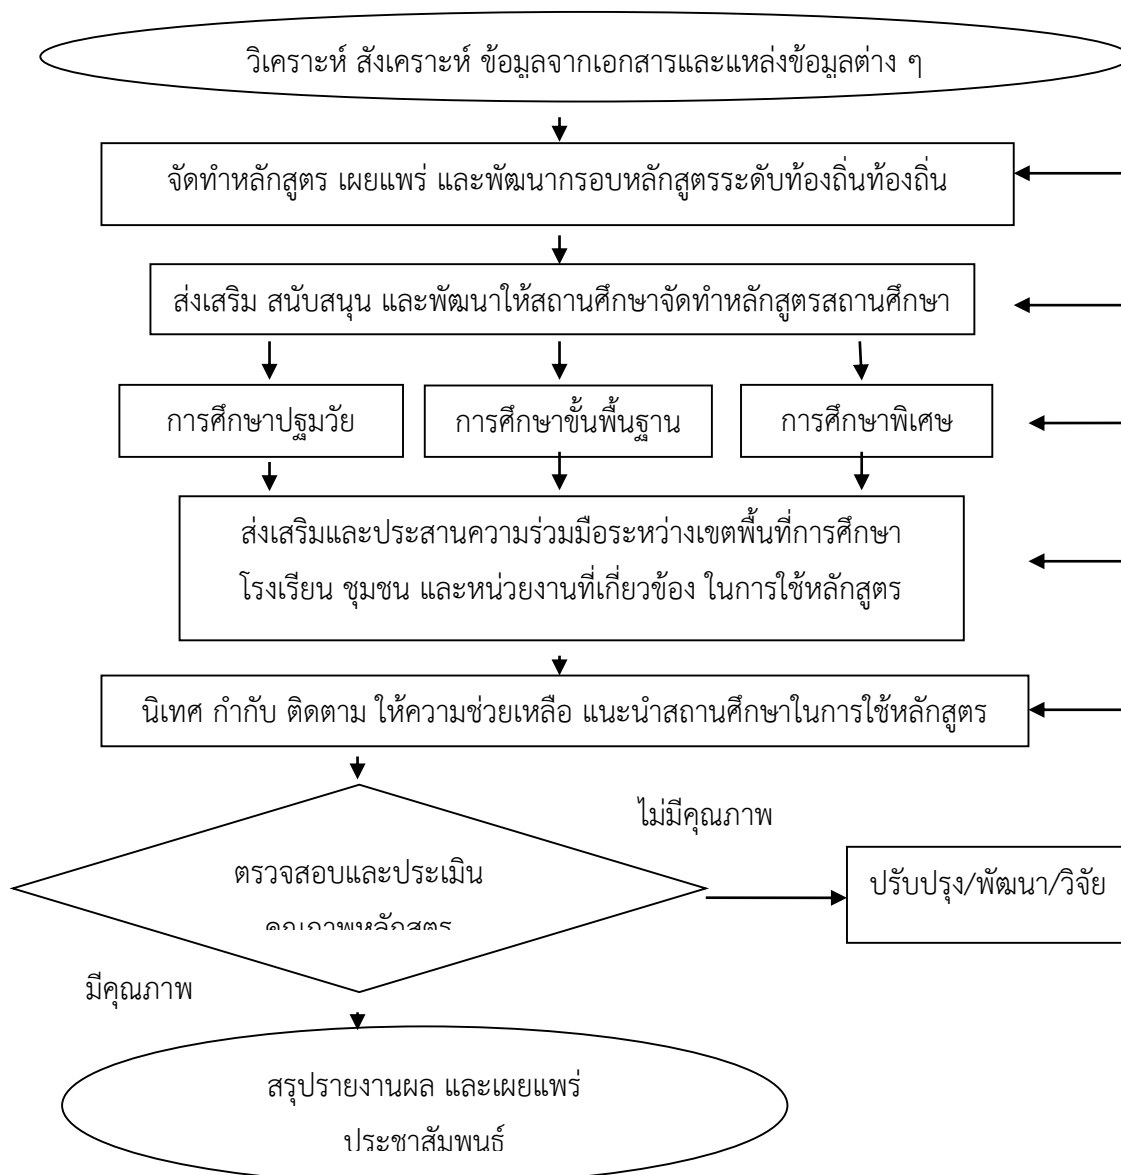 วิเคราะห์ สังเคราะห์ ข้อมูลจากเอกสารและแหล่งข้อมูลต่าง ๆ
จัดทำหลักสูตร เผยแพร่ และพัฒนากรอบหลักสูตรระดับท้องถิ่นท้องถิ่น
ส่งเสริม สนับสนุน และพัฒนาให้สถานศึกษาจัดทำหลักสูตรสถานศึกษา
การศึกษาปฐมวัย
การศึกษาขั้นพื้นฐาน
การศึกษาพิเศษ
ส่งเสริมและประสานความร่วมมือระหว่างเขตพื้นที่การศึกษา
โรงเรียน ชุมชน และหน่วยงานที่เกี่ยวข้อง ในการใช้หลักสูตร
นิเทศ กำกับ ติดตาม ให้ความช่วยเหลือ แนะนำสถานศึกษาในการใช้หลักสูตร
ไม่มีคุณภาพ
ตรวจสอบและประเมิน
คุณภาพหลักสูตร
ปรับปรุง/พัฒนา/วิจัย
มีคุณภาพ
สรุปรายงานผล และเผยแพร่
ประชาสัมพันธ์